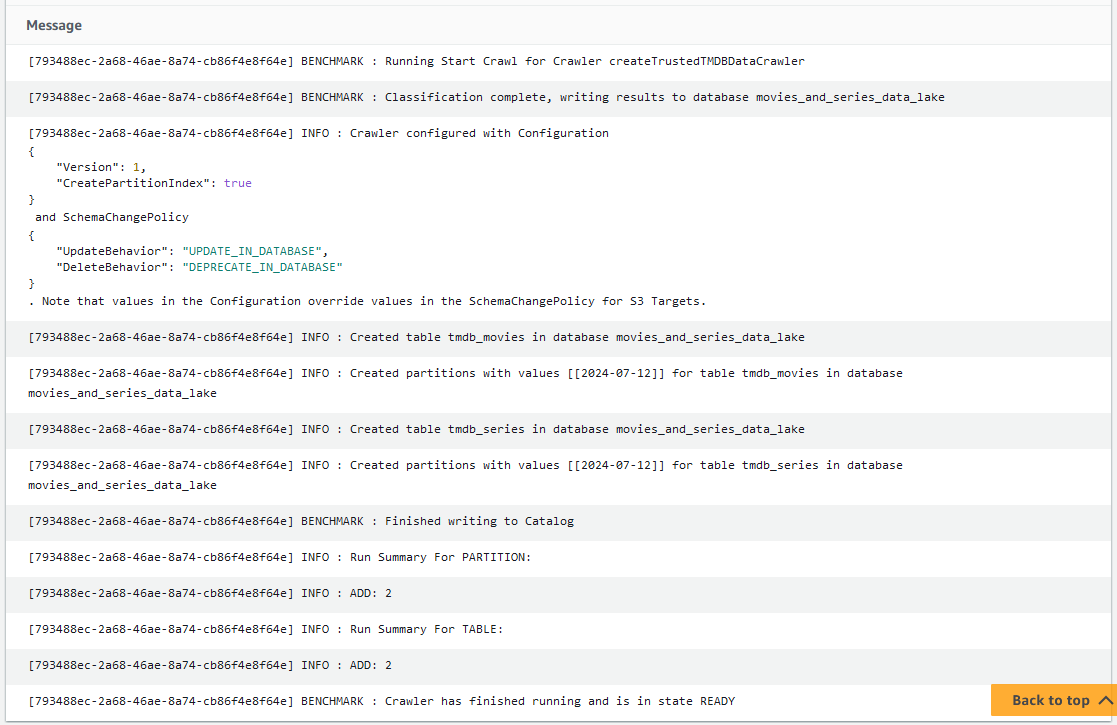 Message
[793488ec-2a68-46ae-8a74-cb86f4e8f64e] BENCHMARK : Running Start Crawl for Crawler createTrustedTMDBDataCrawler
[793488ec-2a68-46ae-8a74-cb86f4e8f64e] BENCHMARK : Classification complete, writing results to database movies_and_series_data_lake
[793488ec-2a68-46ae-8a74-cb86f4e8f64e] INFO : Crawler configured with Configuration
{
    "Version": 1,
    "CreatePartitionIndex": true
}
 and SchemaChangePolicy
{
    "UpdateBehavior": "UPDATE_IN_DATABASE",
    "DeleteBehavior": "DEPRECATE_IN_DATABASE"
}
. Note that values in the Configuration override values in the SchemaChangePolicy for S3 Targets.
[793488ec-2a68-46ae-8a74-cb86f4e8f64e] INFO : Created table tmdb_movies in database movies_and_series_data_lake
[793488ec-2a68-46ae-8a74-cb86f4e8f64e] INFO : Created partitions with values [[2024-07-12]] for table tmdb_movies in database
movies_and_series_data_lake
[793488ec-2a68-46ae-8a74-cb86f4e8f64e] INFO : Created table tmdb_series in database movies_and_series_data_lake
[793488ec-2a68-46ae-8a74-cb86f4e8f64e] INFO : Created partitions with values [[2024-07-12]] for table tmdb_series in database
movies_and_series_data_lake
[793488ec-2a68-46ae-8a74-cb86f4e8f64e] BENCHMARK : Finished writing to Catalog
[793488ec-2a68-46ae-8a74-cb86f4e8f64e] INFO : Run Summary For PARTITION:
[793488ec-2a68-46ae-8a74-cb86f4e8f64e] INFO : ADD: 2
[793488ec-2a68-46ae-8a74-cb86f4e8f64e] INFO : Run Summary For TABLE:
[793488ec-2a68-46ae-8a74-cb86f4e8f64e] INFO : ADD: 2
[793488ec-2a68-46ae-8a74-cb86f4e8f64e] BENCHMARK : Crawler has finished running and is in state READY
Back to top